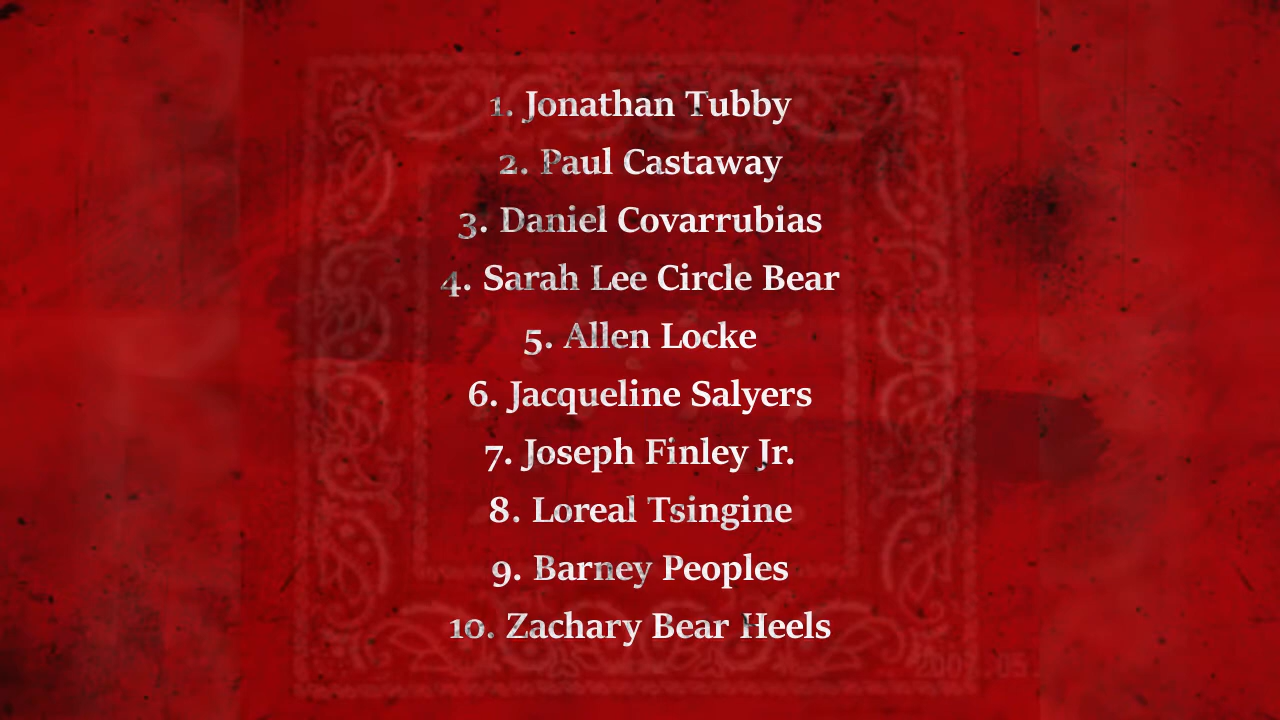 1. Jonathan Tubby
2. Paul Castaway
3. Daniel Covarrubias
4. Sarah Lee Circle Bear
5. Allen Locke
6. Jacqueline Salyers
7. Joseph Finley Jr.
8. Loreal Tsingine
9. Barney Peoples
10. Zachary Bear Heels